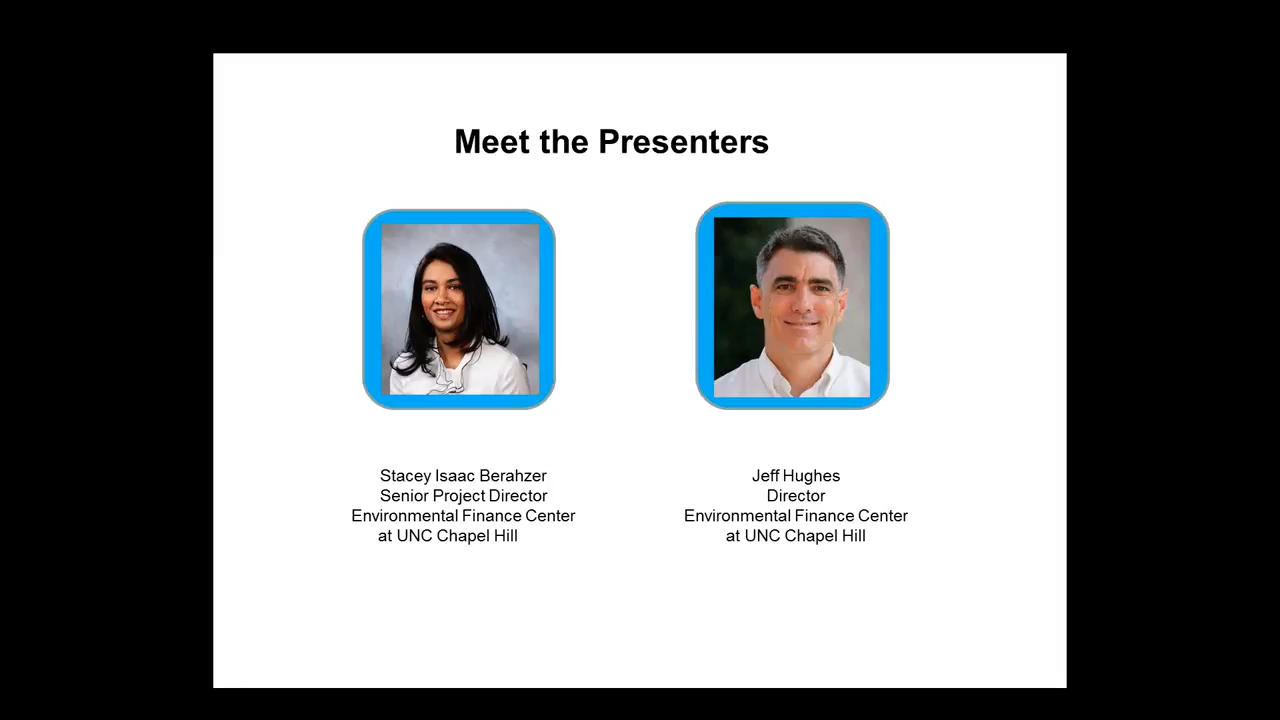 Meet the Presenters
Stacey Isaac Berahzer
Senior Project Director
Environmental Finance Center
at UNC Chapel Hill
Jeff Hughes
Director
Environmental Finance Center
at UNC Chapel Hill